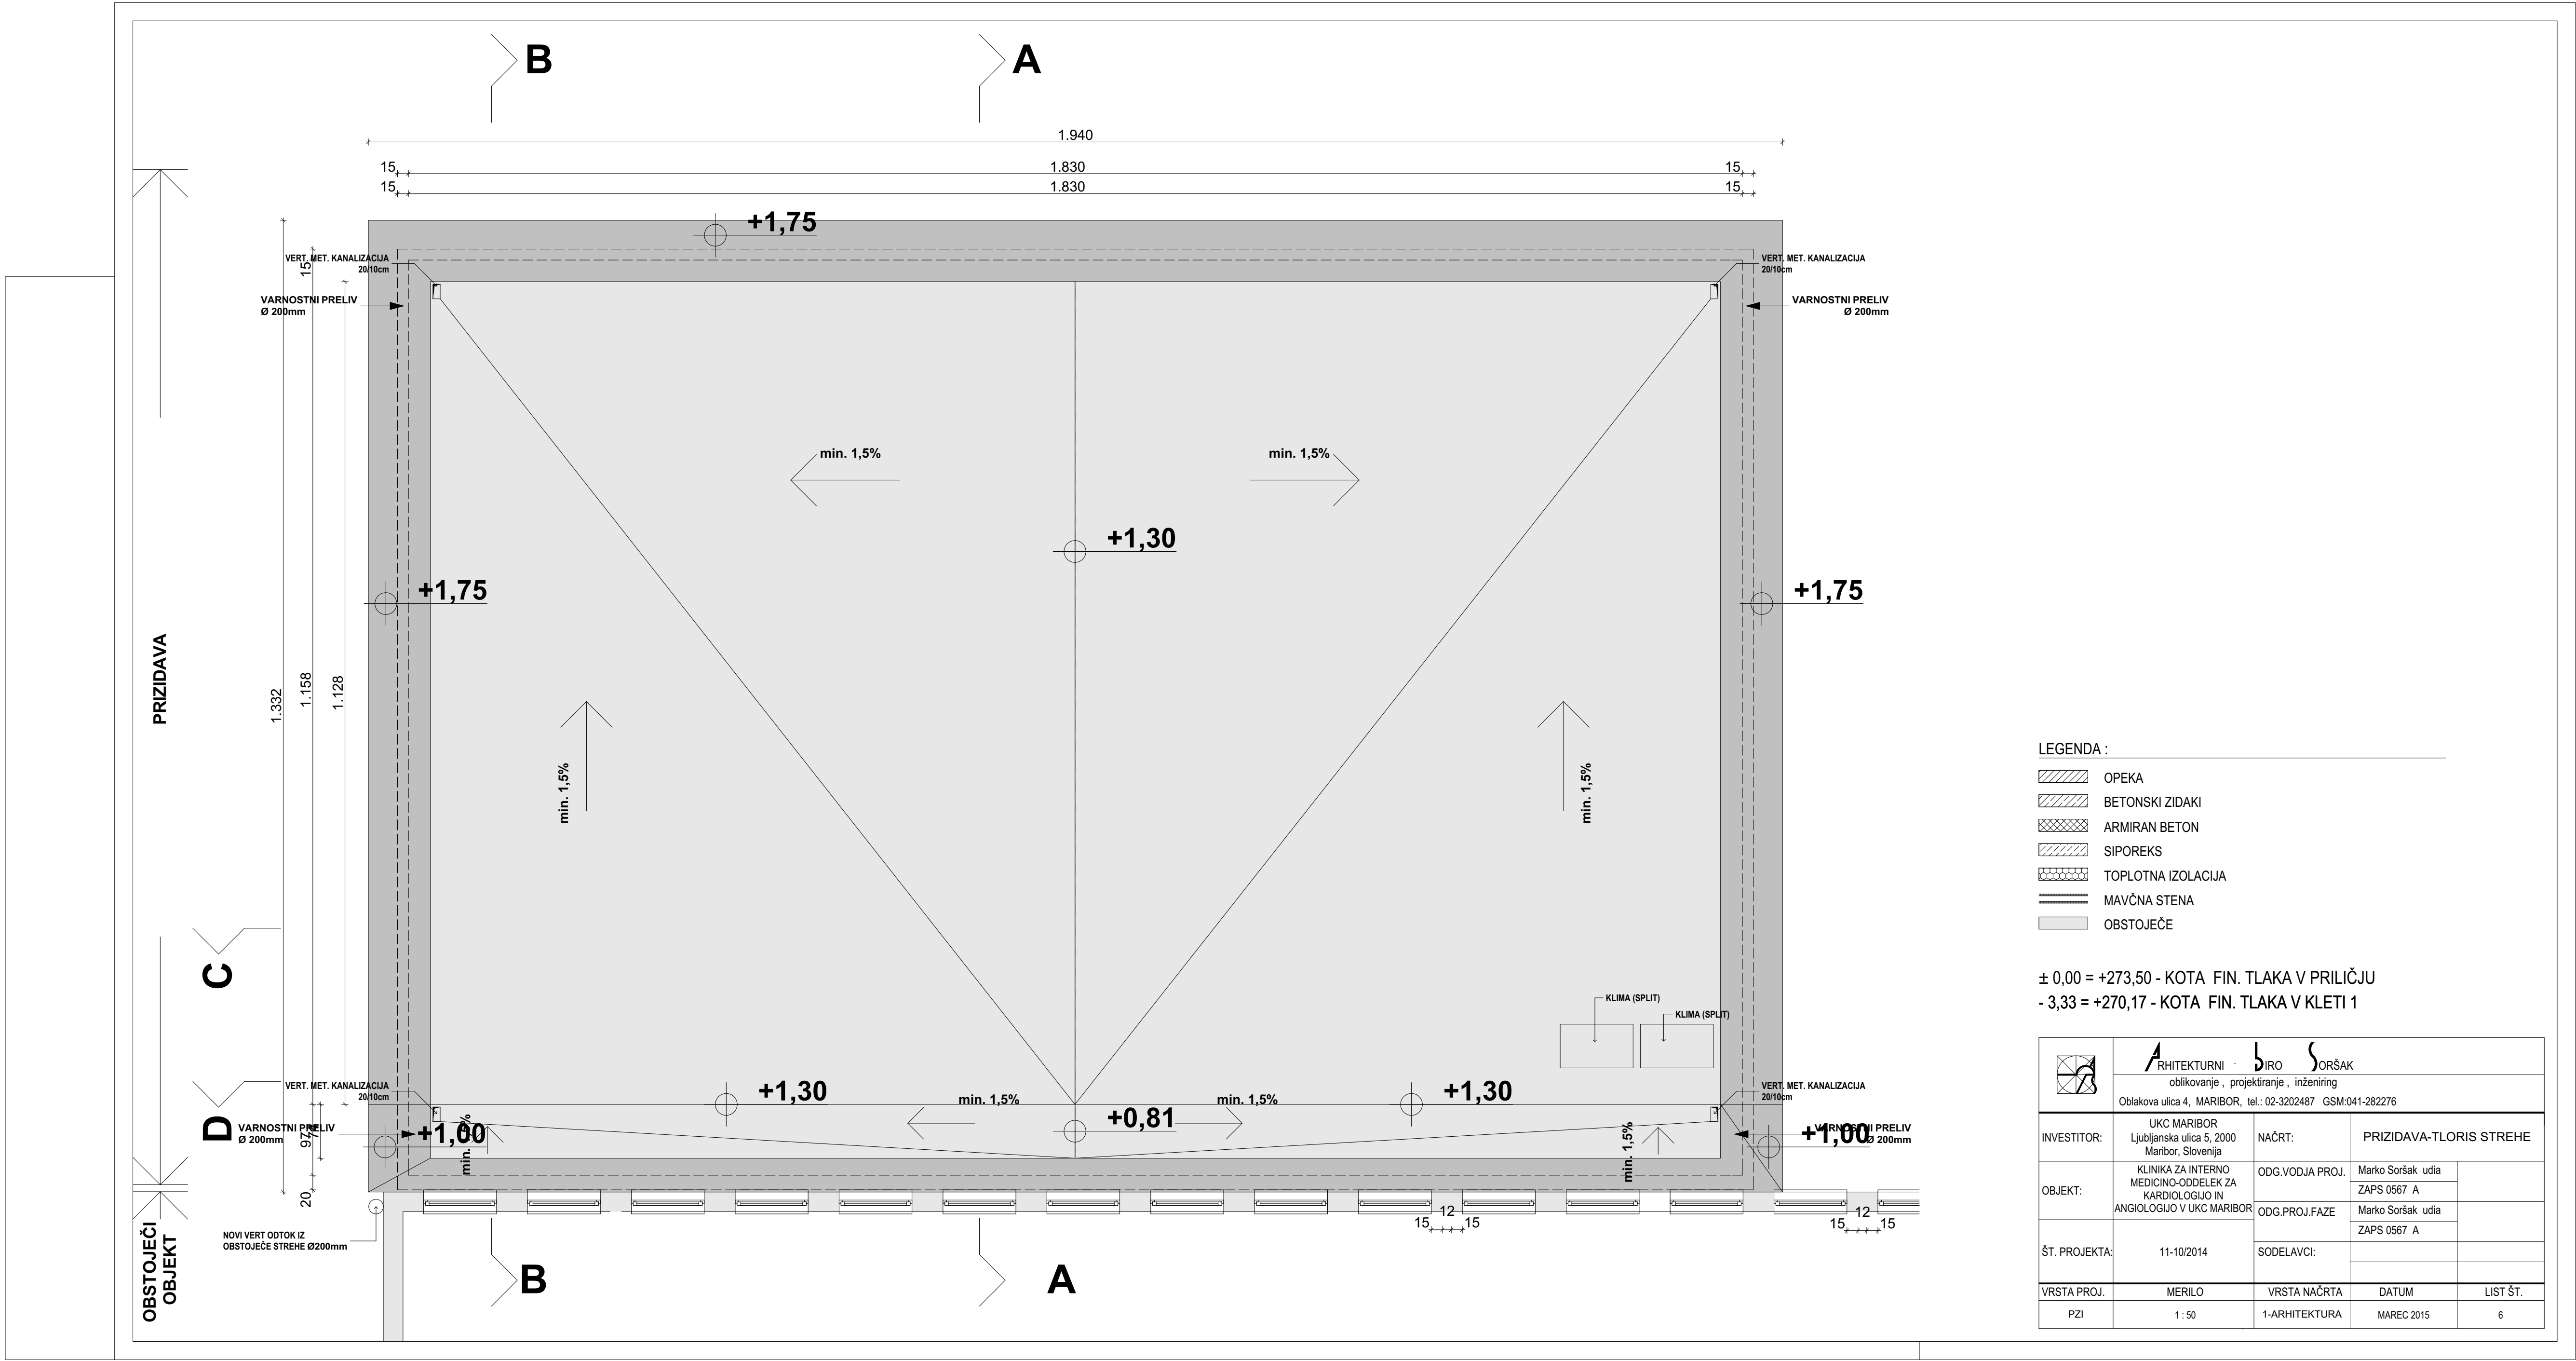 B
A
1.940
15
1.830
15
15
1.830
15
+1,75
VERT. MET. KANALIZACIJA
20/10cm
VERT. MET. KANALIZACIJA
20/10cm
15
VARNOSTNI PRELIV
Ø 200mm
VARNOSTNI PRELIV
Ø 200mm
min. 1,5%
min. 1,5%
+1,30
+1,75
+1,75
PRIZIDAVA
1.332
1.158
1.128
min. 1,5%
min. 1,5%
C
KLIMA (SPLIT)
KLIMA (SPLIT)
VERT. MET. KANALIZACIJA
20/10cm
VERT. MET. KANALIZACIJA
20/10cm
+1,30
+1,30
min. 1,5%
min. 1,5%
+0,81
D
VARNOSTNI PRELIV
Ø 200mm
97
+1,00
min. 1,5%
min. 1,5%
+1,00
VARNOSTNI PRELIV
Ø 200mm
20
OBSTOJEČI
OBJEKT
NOVI VERT ODTOK IZ
OBSTOJEČE STREHE Ø200mm
15
12
15
15
12
15
B
A
LEGENDA :
OPEKA
BETONSKI ZIDAKI
ARMIRAN BETON
SIPOREKS
TOPLOTNA IZOLACIJA
MAVČNA STENA
OBSTOJEČE
± 0,00 = +273,50 - KOTA FIN. TLAKA V PRILIČJU
- 3,33 = +270,17 - KOTA FIN. TLAKA V KLETI 1
ARHITEKTURNI BIRO SORŠAK
oblikovanje , projektiranje , inženiring
Oblakova ulica 4, MARIBOR, tel.: 02-3202487 GSM:041-282276
INVESTITOR:
UKC MARIBOR
Ljubljanska ulica 5, 2000
Maribor, Slovenija
NAČRT:
PRIZIDAVA-TLORIS STREHE
OBJEKT:
KLINIKA ZA INTERNO
MEDICINO-ODDELEK ZA
KARDIOLOGIJO IN
ANGIOLOGIJO V UKC MARIBOR
ODG.VODJA PROJ.
Marko Soršak udia
ZAPS 0567 A
ODG.PROJ.FAZE
Marko Soršak udia
ZAPS 0567 A
ŠT. PROJEKTA:
11-10/2014
SODELAVCI:
VRSTA PROJ.
MERILO
VRSTA NAČRTA
DATUM
LIST ŠT.
PZI
1 : 50
1-ARHITEKTURA
MAREC 2015
6